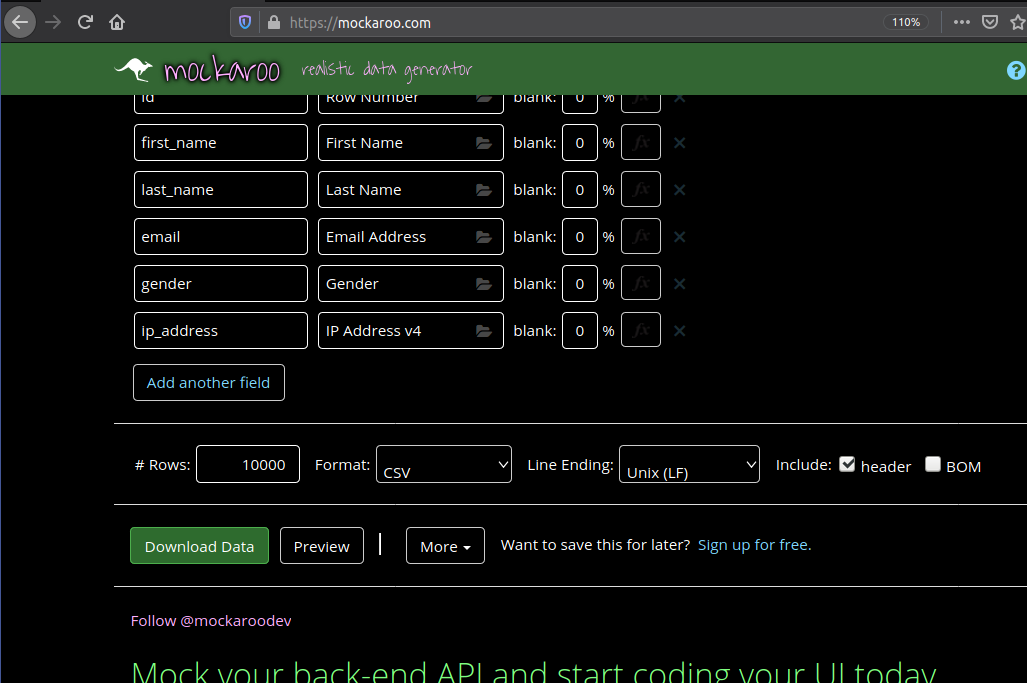 https://mockaroo.com 110%
mockaroo realistic data generator ?
id Row Number blank: 0 % fx
first_name First Name blank: 0 % fx
last_name Last Name blank: 0 % fx
email Email Address blank: 0 % fx
gender Gender blank: 0 % fx
ip_address IP Address v4 blank: 0 % fx
Add another field
# Rows: 10000 Format: CSV Line Ending: Unix (LF) Include: header BOM
Download Data Preview | More Want to save this for later? Sign up for free.
Follow @mockaroodev
Mock your back-end API and start coding your UI today